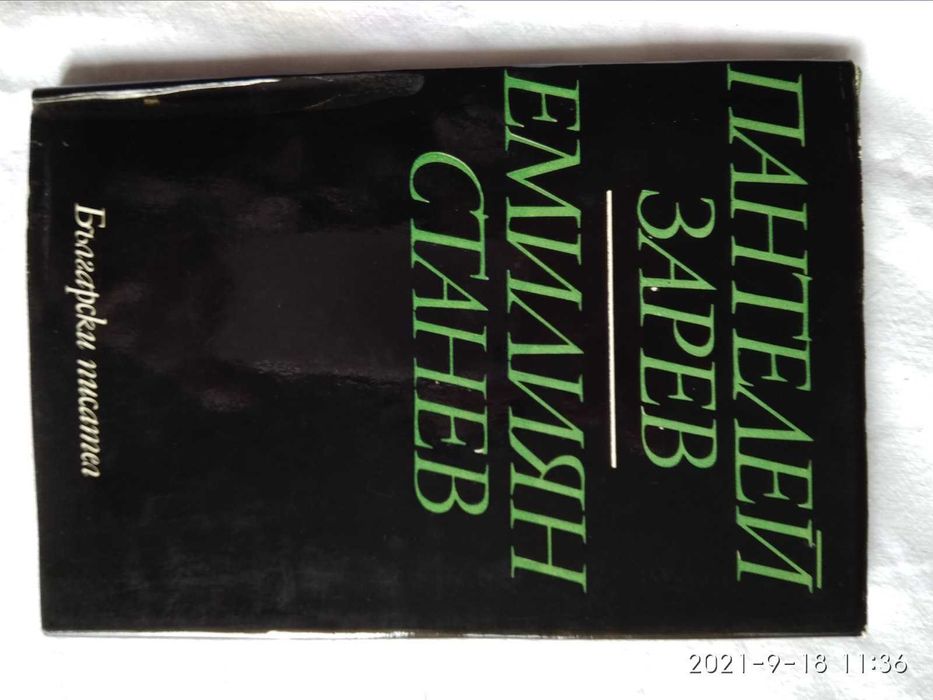 ПАНТЕЛЕЙ
ЗАРЕВ
ЕМИЛИЯН
СТАНЕВ
Български писател
2021-9-18 11:36